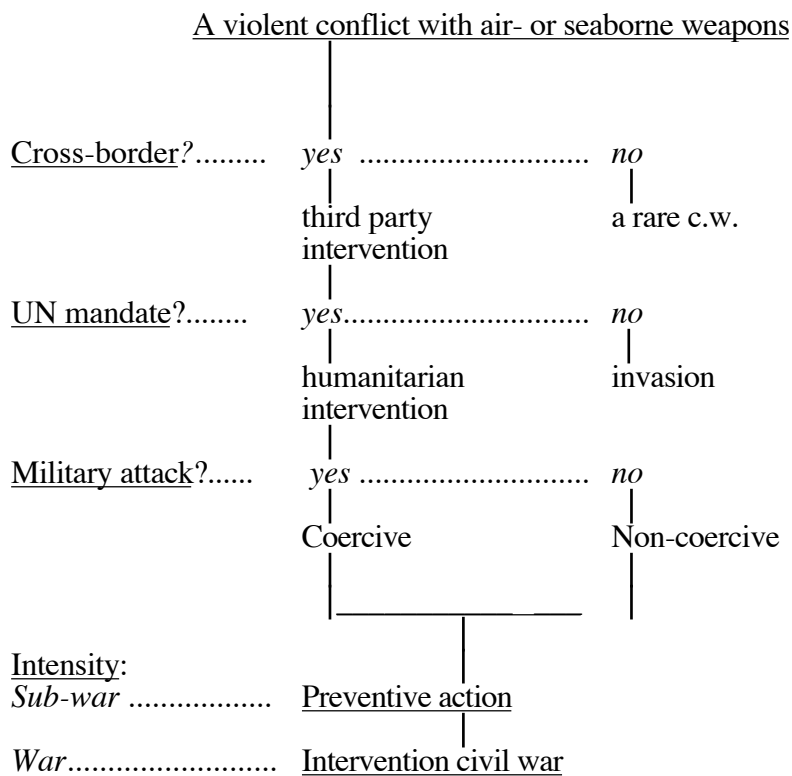 A violent conflict with air- or seaborne weapons
Cross-border?......... yes ............................. no
third party a rare c.w.
intervention
UN mandate?........ yes............................... no
humanitarian invasion
intervention
Military attack?...... yes ............................. no
Coercive Non-coercive
Intensity:
Sub-war .................. Preventive action
War.......................... Intervention civil war